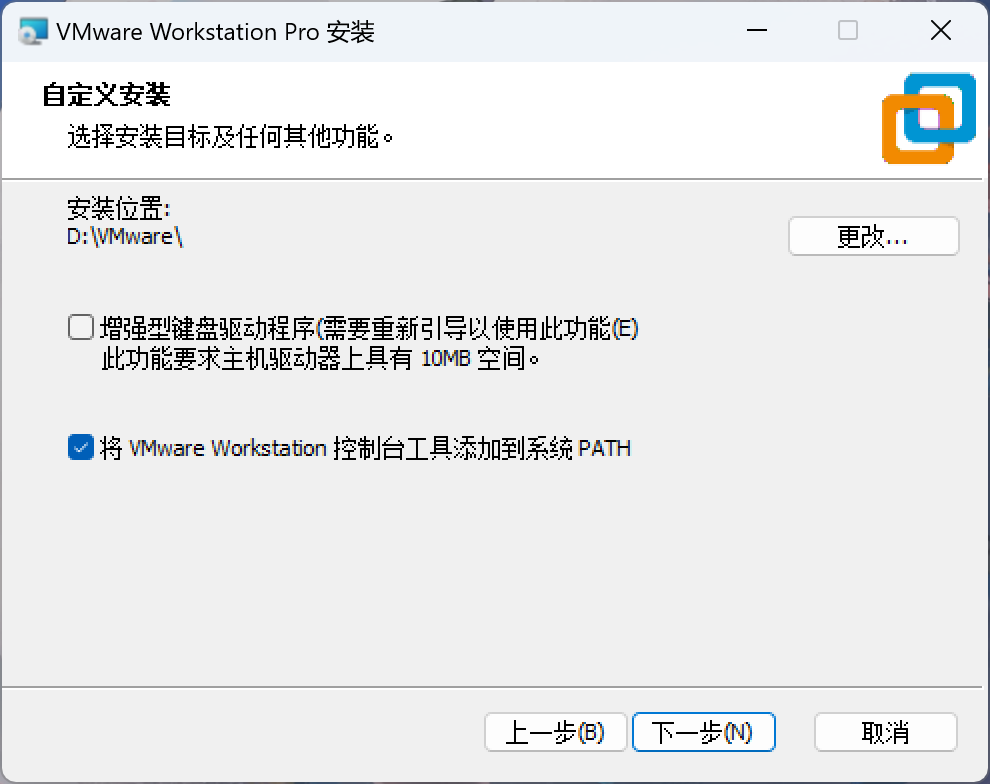 VMware Workstation Pro 安装
自定义安装
选择安装目标及任何其他功能。
安装位置:
D:\VMware\
更改...
增强型键盘驱动程序(需要重新引导以使用此功能(E)
此功能要求主机驱动器上具有 10MB 空间。
将 VMware Workstation 控制台工具添加到系统 PATH
上一步(B)
下一步(N)
取消